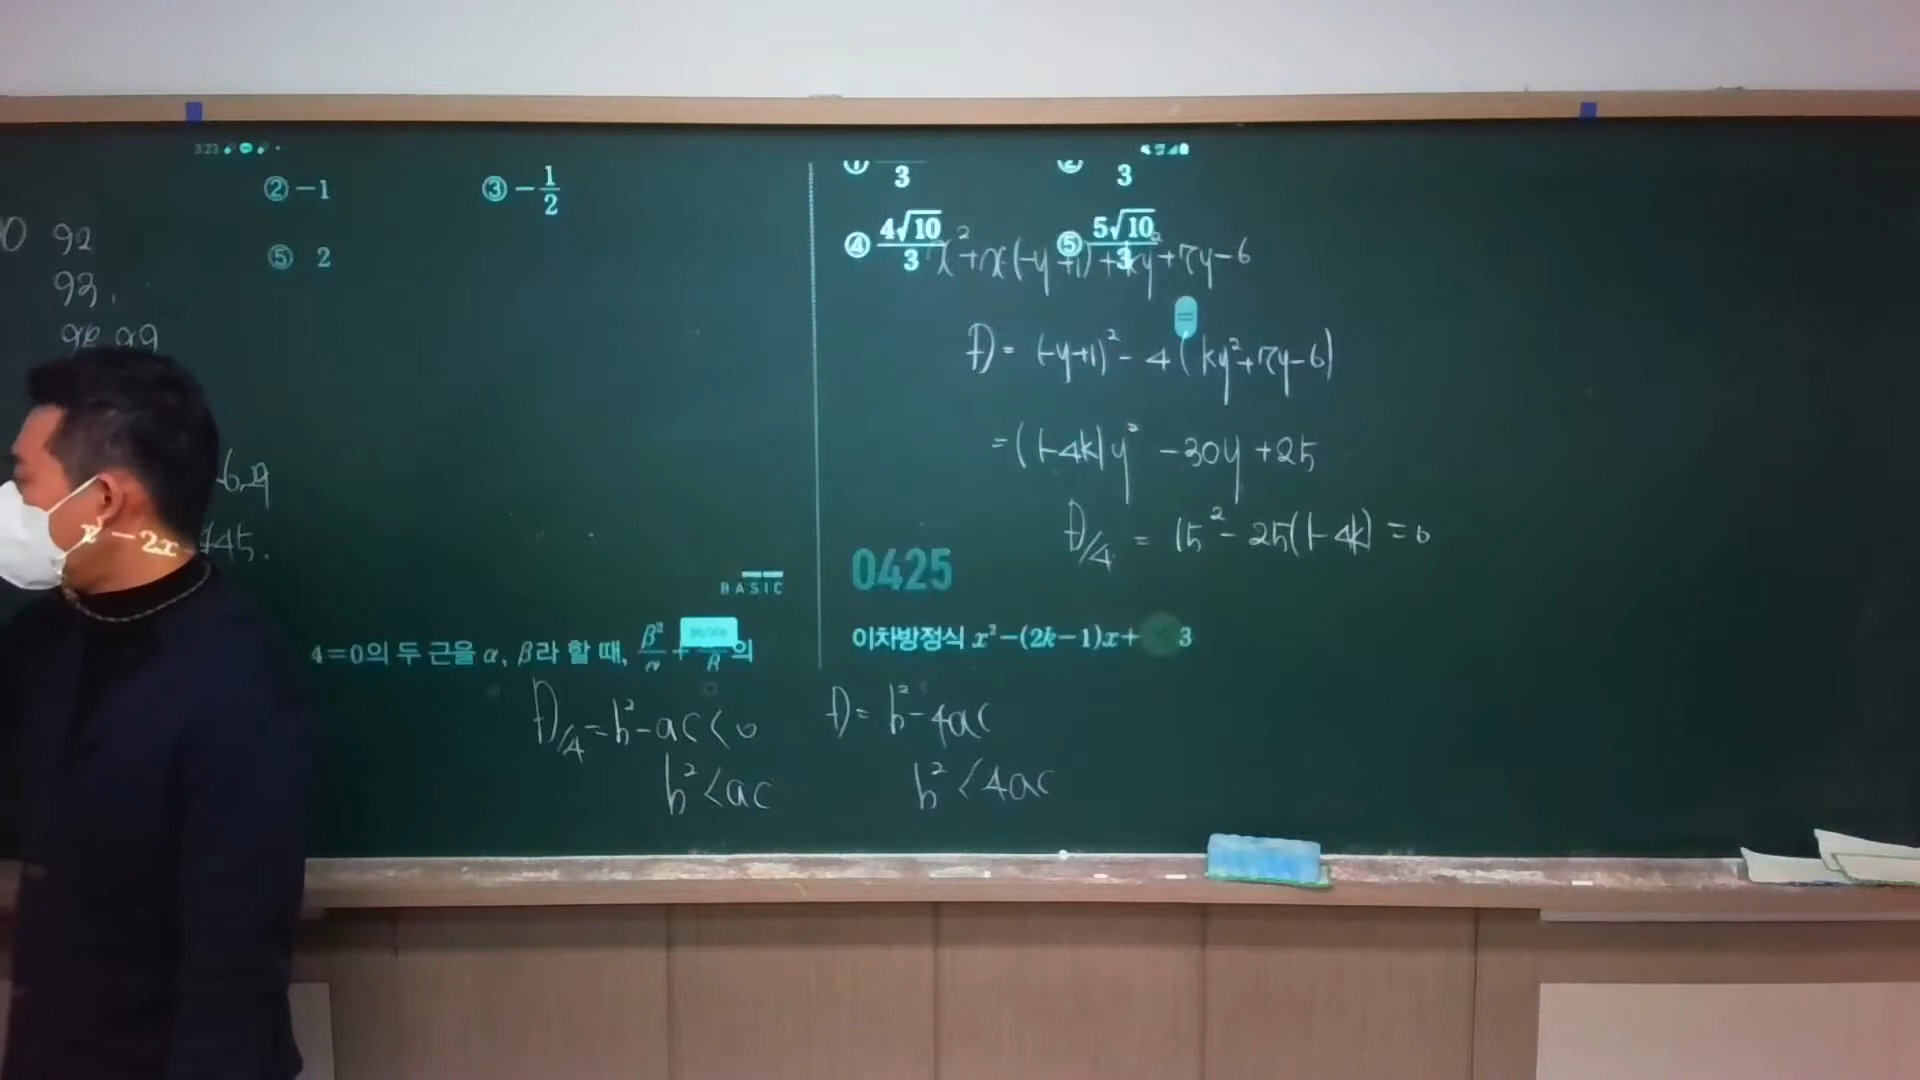 3:23
② −1 ③ −1/2
⑤ 2
92
93.
98 99
6.9
145.
x² − 2x
BASIC
4=0의 두 근을 α, β라 할 때, β²/α + /β 의
D/4 = b² − ac < 0
b² < ac
① /3 ② /3
④ 4√10/3 ⑤ 5√10/3
x² + x(−y+1) + ky² + 7y − 6
D = (−y+1)² − 4(ky²+7y−6)
= (1−4k)y² − 30y + 25
D/4 = 15² − 25(1−4k) = 0
0425
이차방정식 x²−(2k−1)x+ 3
D = b² − 4ac
b² < 4ac